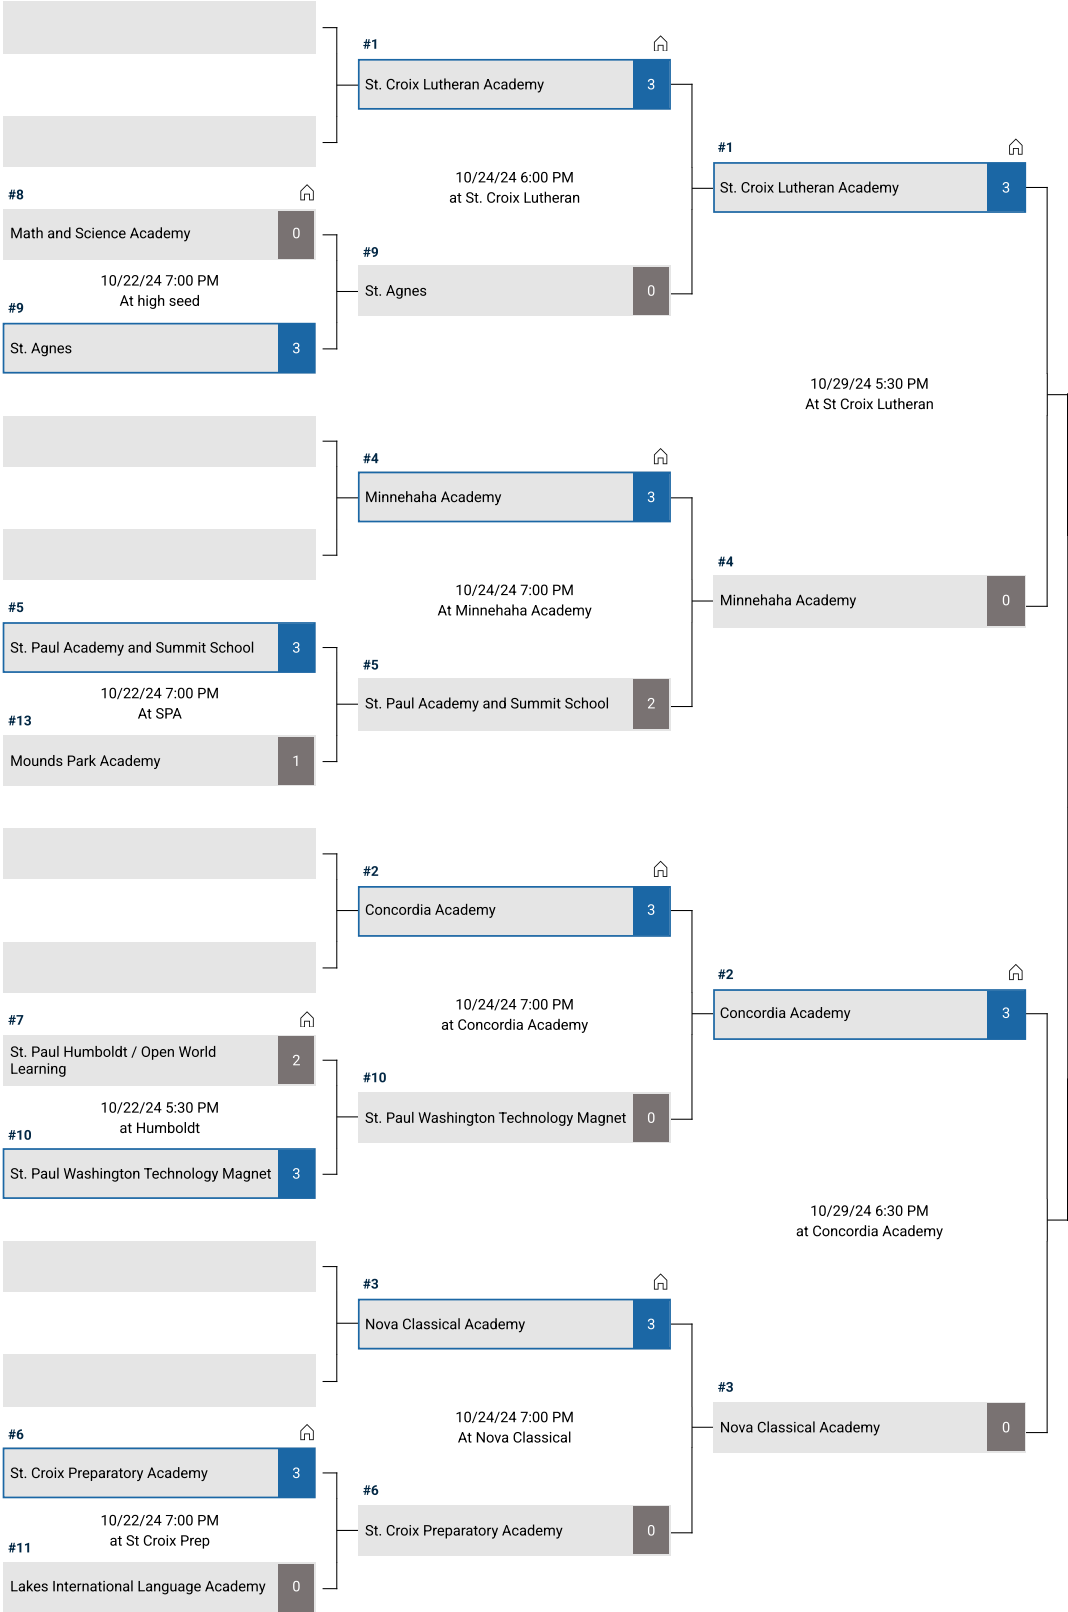 #1
St. Croix Lutheran Academy 3
10/24/24 6:00 PM
at St. Croix Lutheran
#9
St. Agnes 0
#8
Math and Science Academy 0
10/22/24 7:00 PM
At high seed
#9
St. Agnes 3
#1
St. Croix Lutheran Academy 3
10/29/24 5:30 PM
At St Croix Lutheran
#4
Minnehaha Academy 0
#4
Minnehaha Academy 3
10/24/24 7:00 PM
At Minnehaha Academy
#5
St. Paul Academy and Summit School 2
#5
St. Paul Academy and Summit School 3
10/22/24 7:00 PM
At SPA
#13
Mounds Park Academy 1
#2
Concordia Academy 3
10/24/24 7:00 PM
at Concordia Academy
#10
St. Paul Washington Technology Magnet 0
#7
St. Paul Humboldt / Open World
Learning 2
10/22/24 5:30 PM
at Humboldt
#10
St. Paul Washington Technology Magnet 3
#2
Concordia Academy 3
10/29/24 6:30 PM
at Concordia Academy
#3
Nova Classical Academy 0
#3
Nova Classical Academy 3
10/24/24 7:00 PM
At Nova Classical
#6
St. Croix Preparatory Academy 0
#6
St. Croix Preparatory Academy 3
10/22/24 7:00 PM
at St Croix Prep
#11
Lakes International Language Academy 0